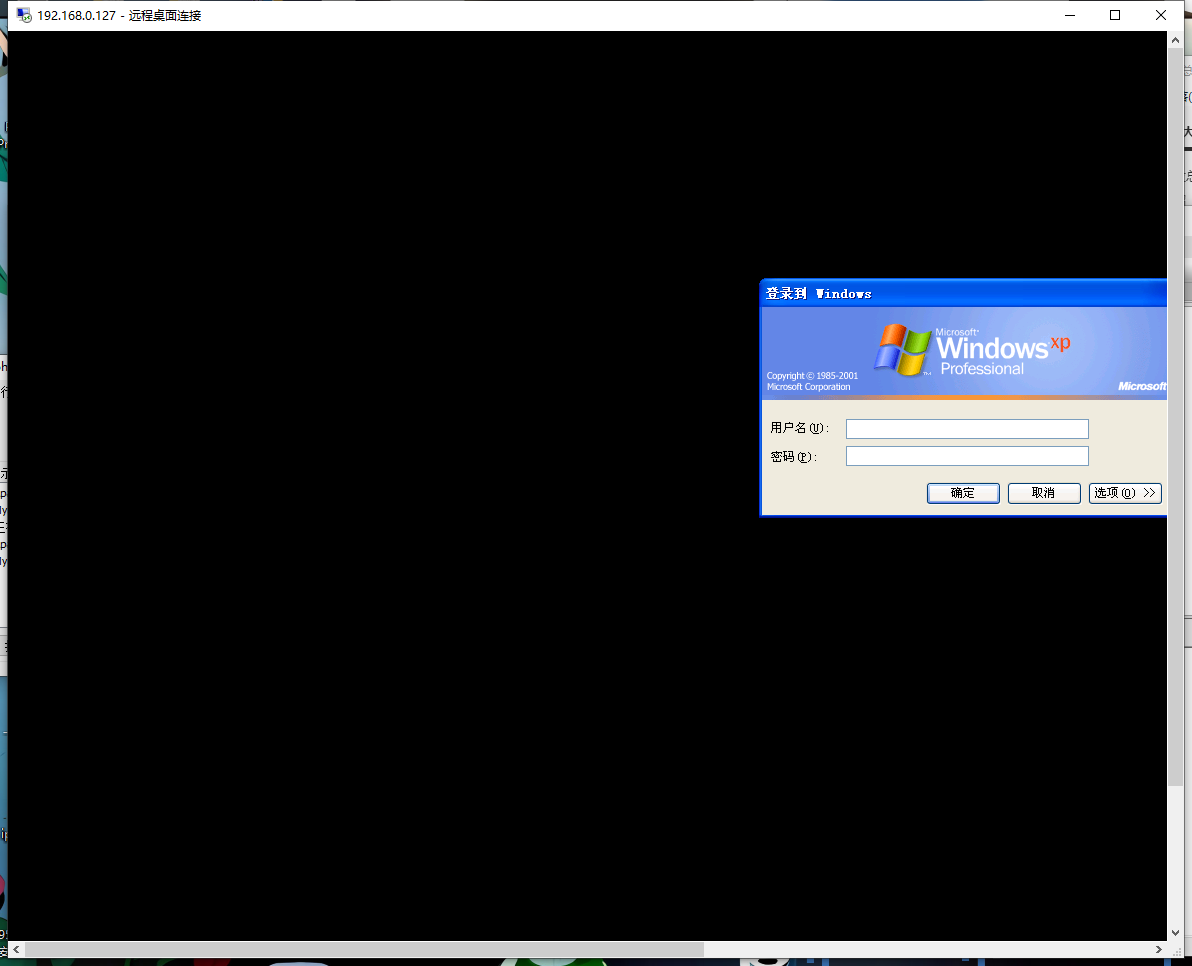 192.168.0.127 - 远程桌面连接
登录到 Windows
Microsoft
Windows xp
Professional
Copyright © 1985-2001
Microsoft Corporation
Microsoft
用户名(U):
密码(P):
确定 取消 选项(O) >>